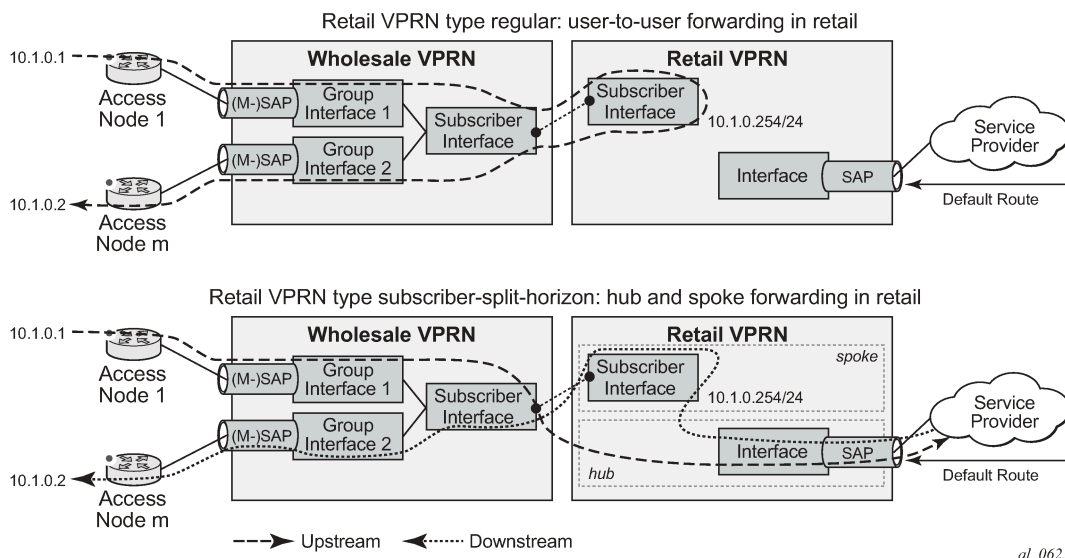 Retail VPRN type regular: user-to-user forwarding in retail
10.1.0.1
Access
Node 1
Wholesale VPRN
(M-)SAP
Group
Interface 1
Subscriber
Interface
(M-)SAP
Group
Interface 2
10.1.0.2
Access
Node m
Retail VPRN
Subscriber
Interface
10.1.0.254/24
Interface
SAP
Service
Provider
Default Route
Retail VPRN type subscriber-split-horizon: hub and spoke forwarding in retail
10.1.0.1
Access
Node 1
Wholesale VPRN
(M-)SAP
Group
Interface 1
Subscriber
Interface
(M-)SAP
Group
Interface 2
10.1.0.2
Access
Node m
Retail VPRN
spoke
Subscriber
Interface
10.1.0.254/24
Interface
SAP
hub
Service
Provider
Default Route
Upstream
Downstream
al_062